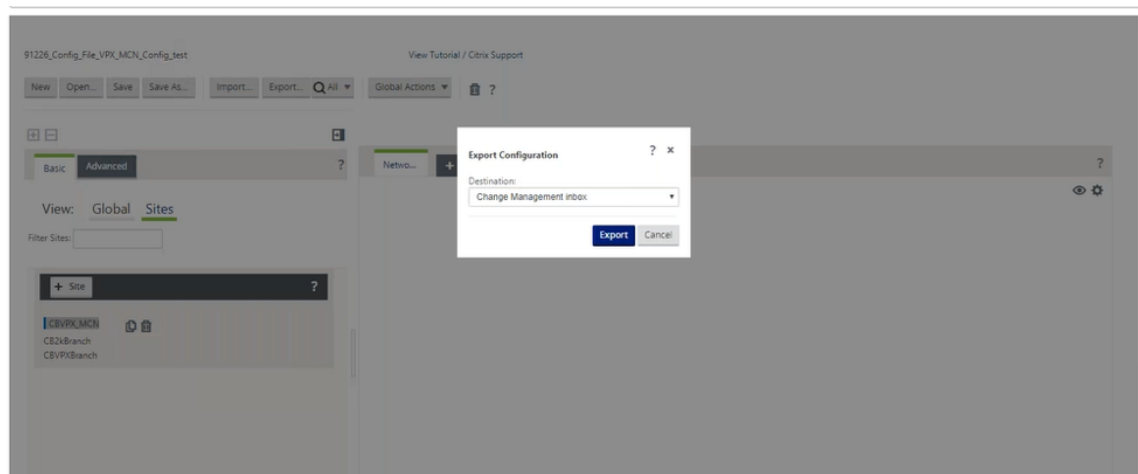 91226_Config_File_VPX_MCN_Config_test View Tutorial / Citrix Support
New Open... Save Save As... Import... Export... All Global Actions ?
Basic Advanced ?
Netwo... + ?
Export Configuration ? ×
Destination:
Change Management inbox
Export Cancel
View: Global Sites
Filter Sites:
+ Site ?
CBVPX_MCN
CB2kBranch
CBVPXBranch